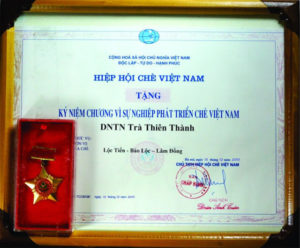 CỘNG HOÀ XÃ HỘI CHỦ NGHĨA VIỆT NAM
ĐỘC LẬP - TỰ DO - HẠNH PHÚC
HIỆP HỘI CHÈ VIỆT NAM
TẶNG
KỶ NIỆM CHƯƠNG VÌ SỰ NGHIỆP PHÁT TRIỂN CHÈ VIỆT NAM
DNTN Trà Thiên Thành
Lộc Tiến - Bảo Lộc - Lâm Đồng
CHỦ TỊCH HIỆP HỘI CHÈ VIỆT NAM